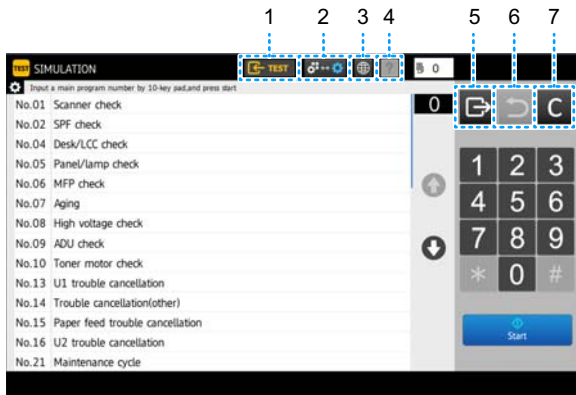 1 2 3 4 5 6 7
TEST SIMULATION TEST ? 0
Input a main program number by 10-key pad,and press start
0 C
No.01 Scanner check
No.02 SPF check
No.04 Desk/LCC check
No.05 Panel/lamp check
No.06 MFP check
No.07 Aging
No.08 High voltage check
No.09 ADU check
No.10 Toner motor check
No.13 U1 trouble cancellation
No.14 Trouble cancellation(other)
No.15 Paper feed trouble cancellation
No.16 U2 trouble cancellation
No.21 Maintenance cycle
1 2 3
4 5 6
7 8 9
* 0 #
Start